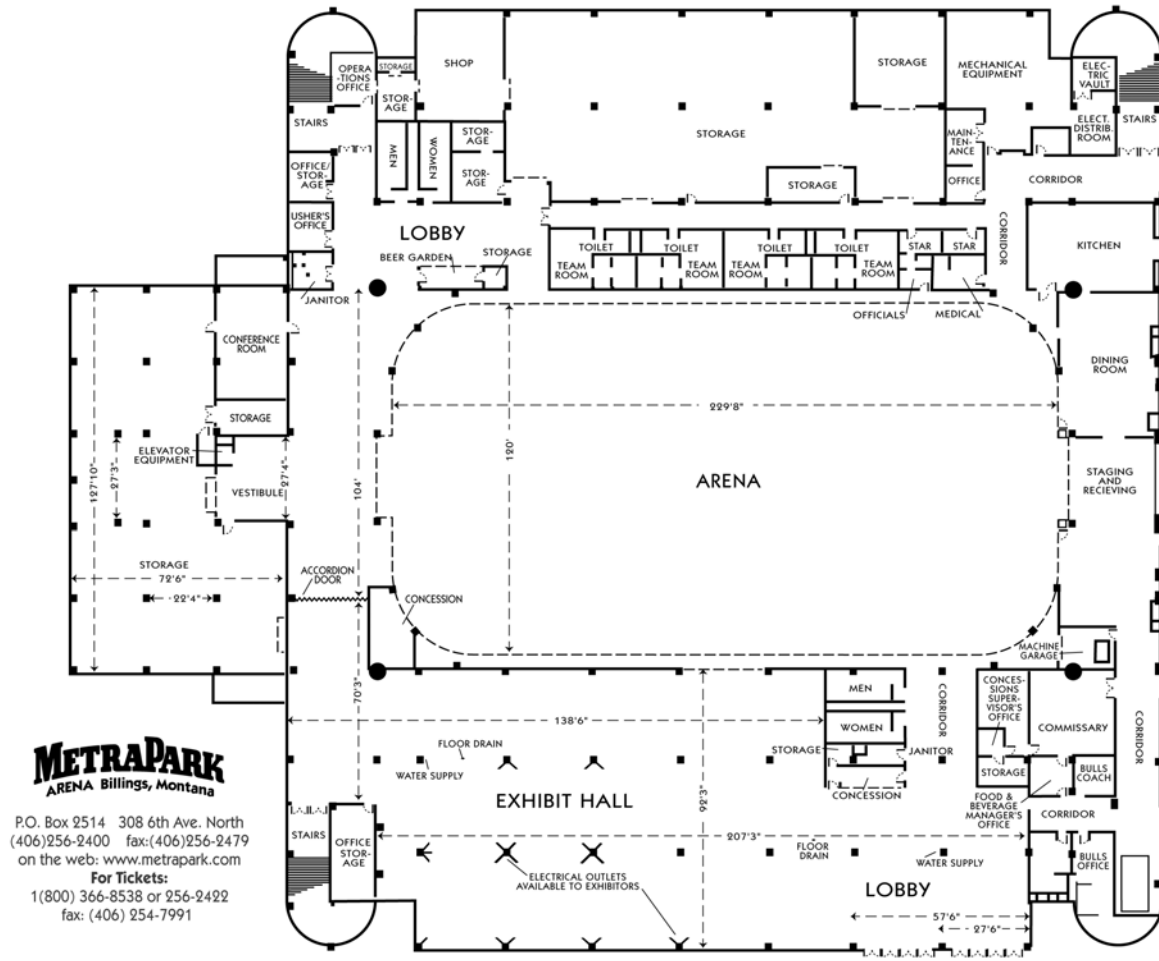 STORAGE
SHOP
OPERA
-TIONS
OFFICE
STOR-
AGE
STORAGE
MECHANICAL
EQUIPMENT
ELEC-
TRIC
VAULT
STAIRS
MEN
WOMEN
STOR-
AGE
STORAGE
MAIN-
TEN-
ANCE
ELECT.
DISTRIB.
ROOM
STAIRS
OFFICE/
STOR-
AGE
STOR-
AGE
STORAGE
OFFICE
CORRIDOR
USHER'S
OFFICE
LOBBY
BEER GARDEN
STORAGE
TOILET
TOILET
TOILET
TOILET
STAR
STAR
CORRIDOR
KITCHEN
TEAM
ROOM
TEAM
ROOM
TEAM
ROOM
TEAM
ROOM
JANITOR
OFFICIALS
MEDICAL
CONFERENCE
ROOM
DINING
ROOM
STORAGE
229'8"
120'
ELEVATOR
EQUIPMENT
127'10"
27'3"
27'4"
104'
VESTIBULE
ARENA
STAGING
AND
RECIEVING
STORAGE
72'6"
22'4"
ACCORDION
DOOR
CONCESSION
MACHINE
GARAGE
70'3"
138'6"
MEN
WOMEN
CORRIDOR
CONCES-
SIONS
SUPER-
VISOR'S
OFFICE
COMMISSARY
CORRIDOR
FLOOR DRAIN
WATER SUPPLY
STORAGE
JANITOR
STORAGE
BULLS
COACH
EXHIBIT HALL
92'3"
CONCESSION
FOOD &
BEVERAGE
MANAGER'S
OFFICE
CORRIDOR
STAIRS
OFFICE
STOR-
AGE
207'3"
FLOOR
DRAIN
WATER SUPPLY
BULLS
OFFICE
ELECTRICAL OUTLETS
AVAILABLE TO EXHIBITORS
LOBBY
57'6"
27'6"
METRAPARK
ARENA Billings, Montana
P.O. Box 2514 308 6th Ave. North
(406)256-2400 fax:(406)256-2479
on the web: www.metrapark.com
For Tickets:
1(800) 366-8538 or 256-2422
fax: (406) 254-7991